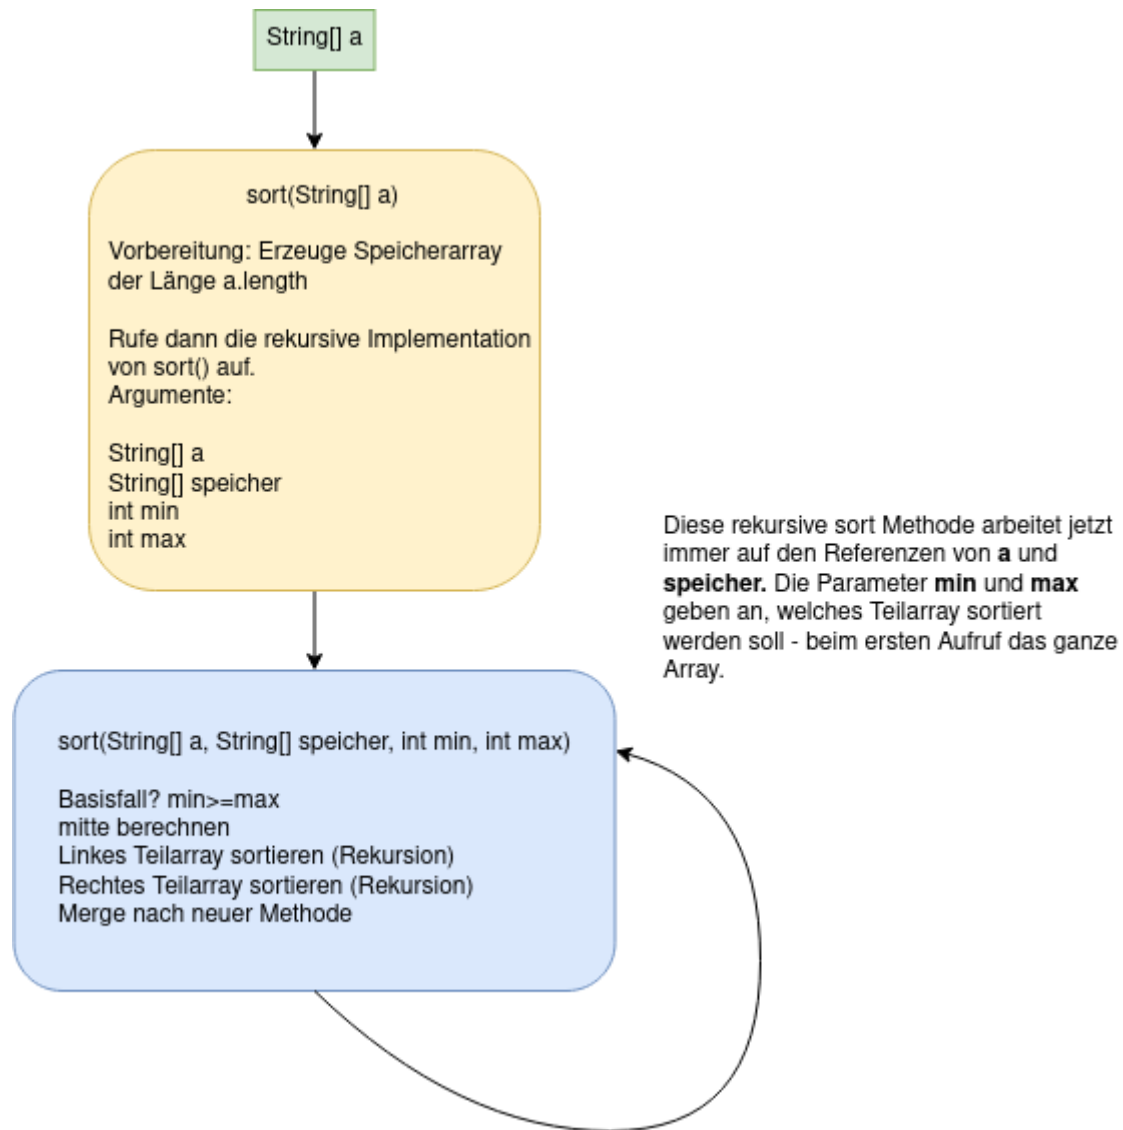 String[] a
sort(String[] a)
Vorbereitung: Erzeuge Speicherarray
der Länge a.length
Rufe dann die rekursive Implementation
von sort() auf.
Argumente:
String[] a
String[] speicher
int min
int max
Diese rekursive sort Methode arbeitet jetzt
immer auf den Referenzen von a und
speicher. Die Parameter min und max
geben an, welches Teilarray sortiert
werden soll - beim ersten Aufruf das ganze
Array.
sort(String[] a, String[] speicher, int min, int max)
Basisfall? min>=max
mitte berechnen
Linkes Teilarray sortieren (Rekursion)
Rechtes Teilarray sortieren (Rekursion)
Merge nach neuer Methode